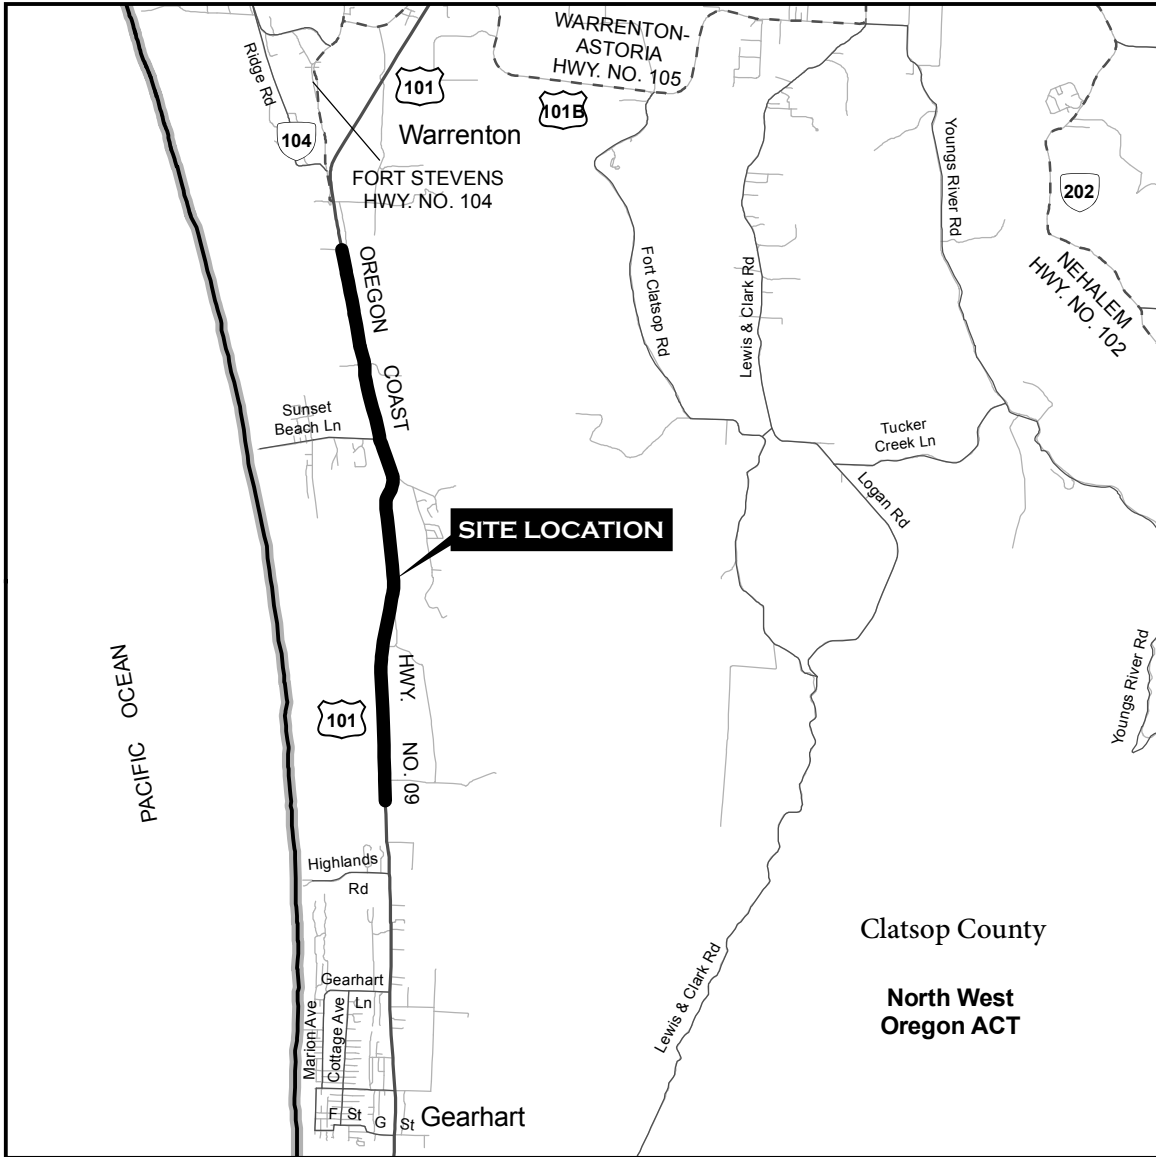 WARRENTON-
ASTORIA
HWY. NO. 105
Ridge Rd
101
101B
104
Warrenton
FORT STEVENS
HWY. NO. 104
Youngs River Rd
202
NEHALEM
HWY. NO. 102
OREGON
COAST
Fort Clatsop Rd
Lewis & Clark Rd
Sunset
Beach Ln
Tucker
Creek Ln
Logan Rd
SITE LOCATION
PACIFIC OCEAN
HWY.
NO. 09
101
Youngs River Rd
Highlands
Rd
Clatsop County
North West
Oregon ACT
Lewis & Clark Rd
Gearhart
Ln
Marion Ave
Cottage Ave
F St
G St
Gearhart